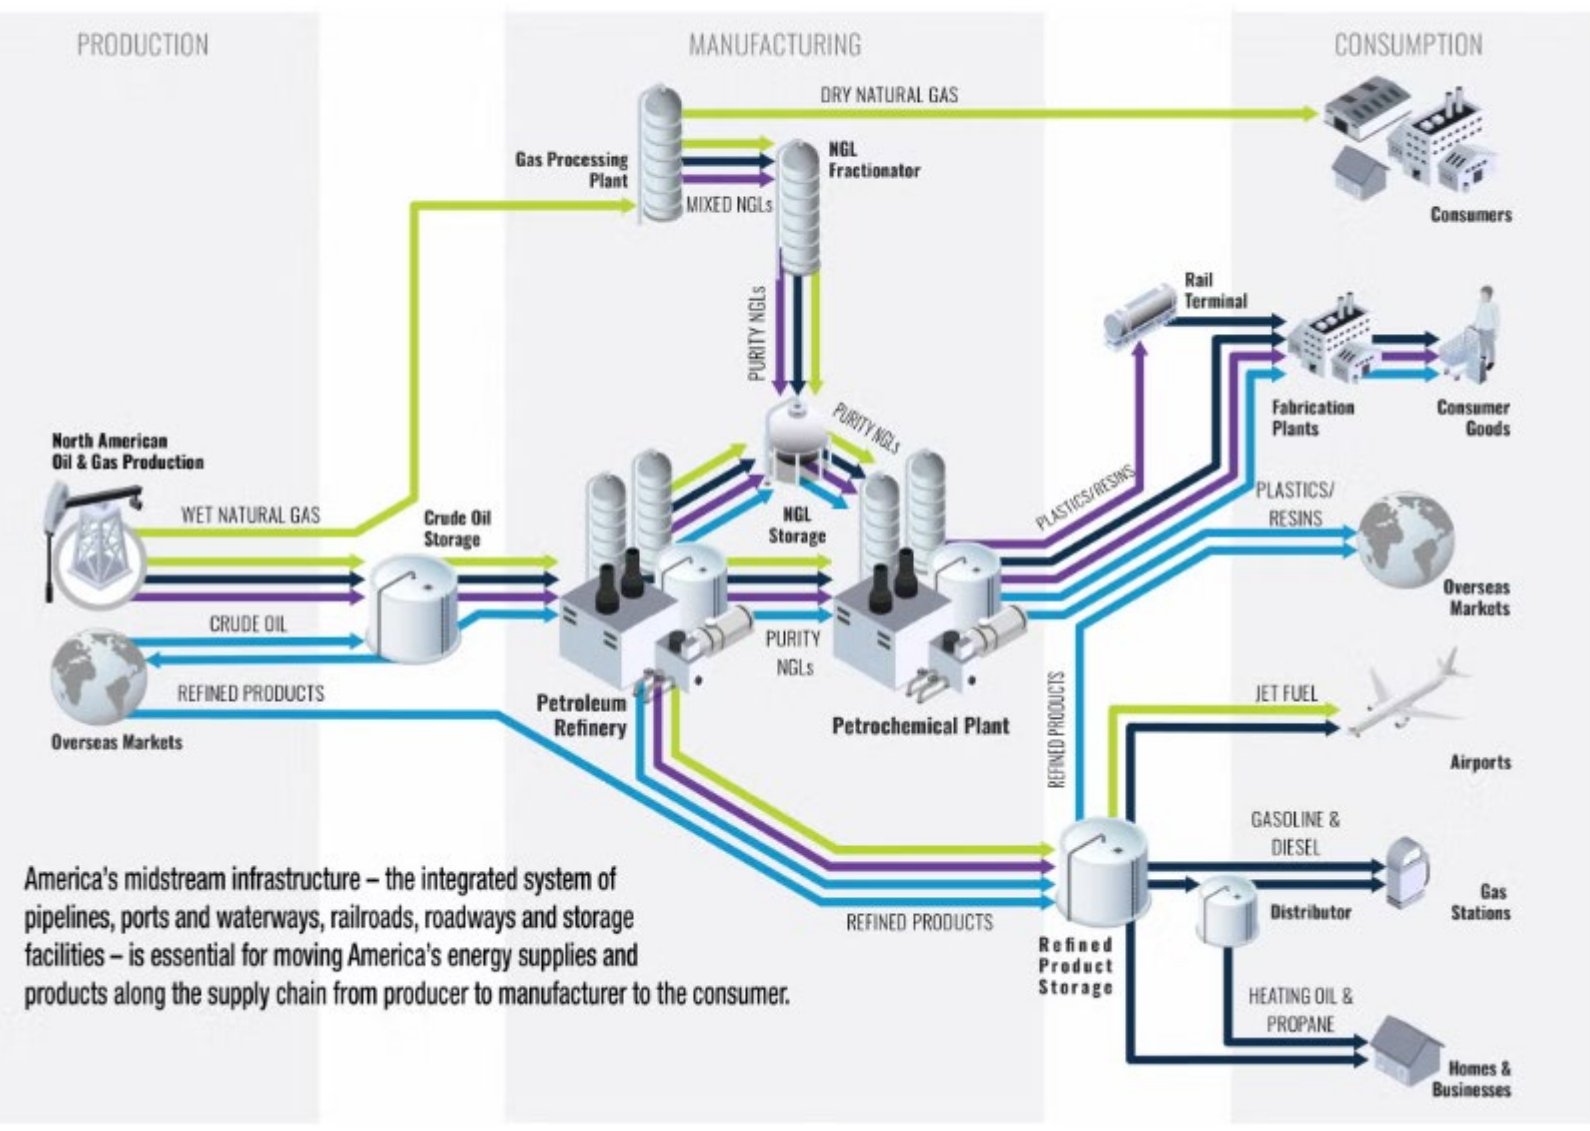 PRODUCTION
MANUFACTURING
CONSUMPTION
DRY NATURAL GAS
Gas Processing
Plant
NGL
Fractionator
MIXED NGLs
Consumers
PURITY NGLs
Rail
Terminal
PURITY NGLs
Fabrication
Plants
Consumer
Goods
North American
Oil & Gas Production
WET NATURAL GAS
Crude Oil
Storage
NGL
Storage
PLASTICS/RESINS
PLASTICS/
RESINS
Overseas
Markets
CRUDE OIL
PURITY
NGLs
REFINED PRODUCTS
Overseas Markets
Petroleum
Refinery
Petrochemical Plant
REFINED PRODUCTS
JET FUEL
Airports
GASOLINE &
DIESEL
Gas
Stations
Distributor
REFINED PRODUCTS
Refined
Product
Storage
HEATING OIL &
PROPANE
Homes &
Businesses
America's midstream infrastructure – the integrated system of
pipelines, ports and waterways, railroads, roadways and storage
facilities – is essential for moving America's energy supplies and
products along the supply chain from producer to manufacturer to the consumer.